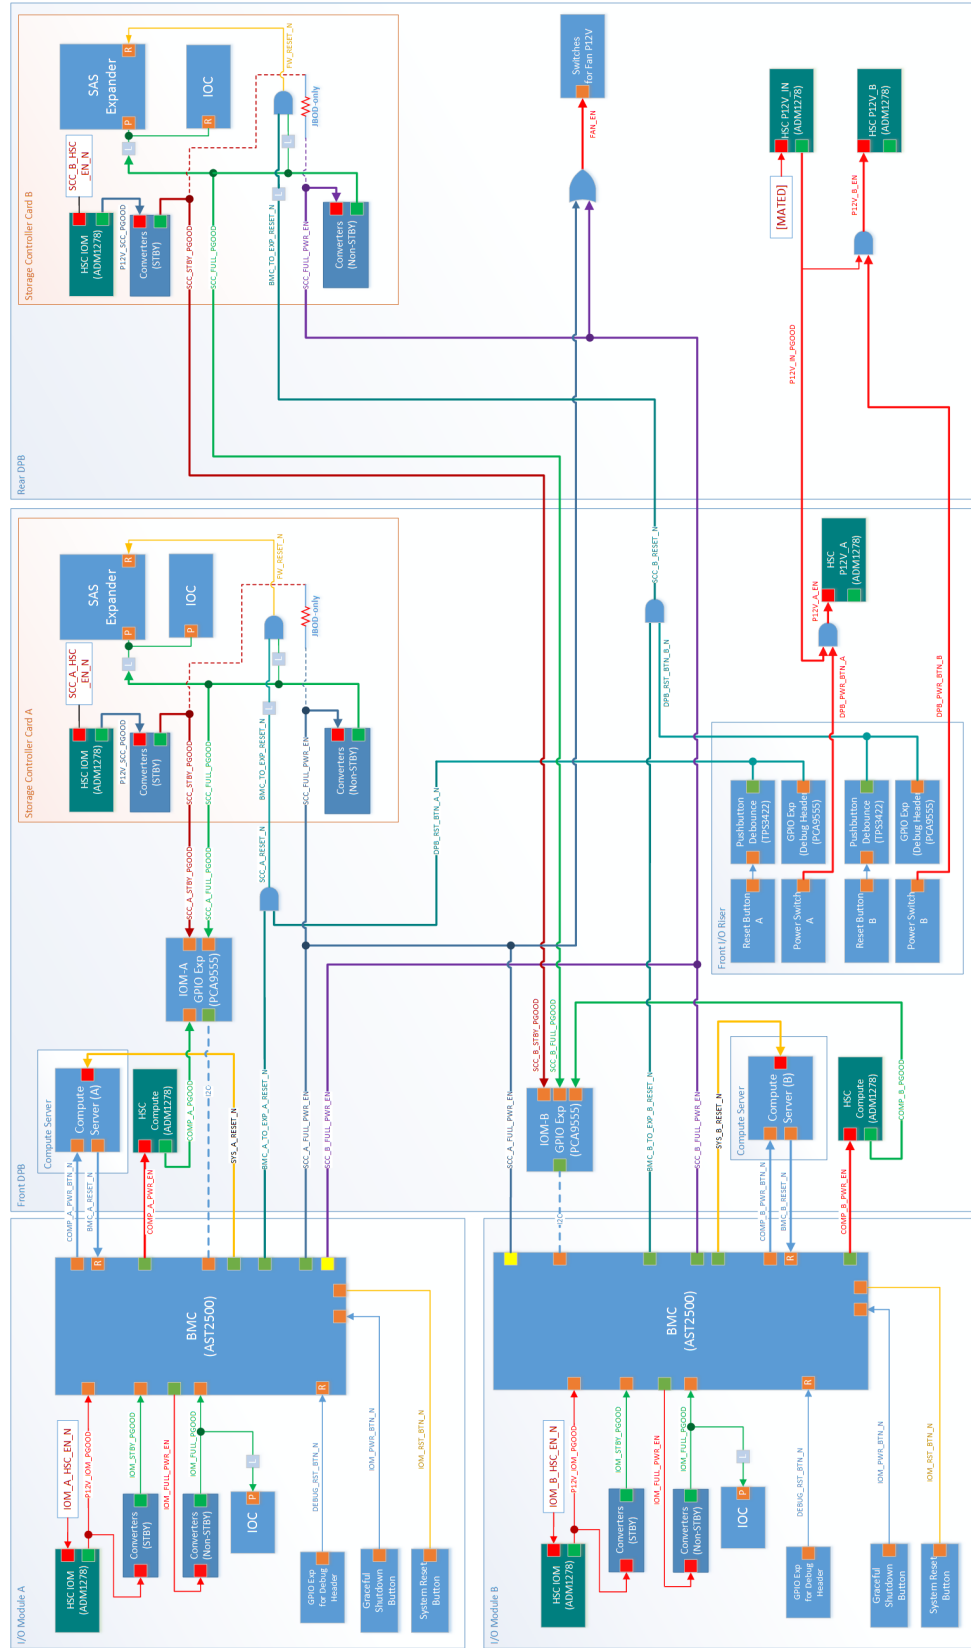 Storage Controller Card B
SAS
Expander
R
P
IOC
R
L
SCC_B_HSC
_EN_N
HSC IOM
(ADM1278)
P12V_SCC_PGOOD
Converters
(STBY)
SCC_STBY_PGOOD
SCC_FULL_PGOOD
BMC_TO_EXP_RESET_N
SCC_FULL_PWR_EN
Converters
(Non-STBY)
FW_RESET_N
JBOD-only
L
L
Switches
for Fan P12V
FAN_EN
HSC P12V_IN
(ADM1278)
[MATED]
P12V_IN_PGOOD
HSC P12V_B
(ADM1278)
P12V_B_EN
Rear DPB
Storage Controller Card A
SAS
Expander
R
P
IOC
P
L
SCC_A_HSC
_EN_N
HSC IOM
(ADM1278)
P12V_SCC_PGOOD
Converters
(STBY)
SCC_STBY_PGOOD
SCC_FULL_PGOOD
BMC_TO_EXP_RESET_N
SCC_FULL_PWR_EN
Converters
(Non-STBY)
FW_RESET_N
JBOD-only
L
L
SCC_B_RESET_N
DPB_RST_BTN_B_N
HSC
P12V_A
(ADM1278)
P12V_A_EN
DPB_PWR_BTN_A
DPB_PWR_BTN_B
SCC_A_STBY_PGOOD
SCC_A_FULL_PGOOD
SCC_A_RESET_N
DPB_RST_BTN_A_N
IOM-A
GPIO Exp
(PCA9555)
Front I/O Riser
Pushbutton
Debounce
(TPS3422)
GPIO Exp
(Debug Header)
(PCA9555)
Pushbutton
Debounce
(TPS3422)
GPIO Exp
(Debug Header)
(PCA9555)
Reset Button
A
Power Switch
A
Reset Button
B
Power Switch
B
Front DPB
Compute Server
Compute
Server (A)
HSC
Compute
(ADM1278)
COMP_A_PWR_BTN_N
BMC_A_RESET_N
COMP_A_PWR_EN
COMP_A_PGOOD
I2C
SYS_A_RESET_N
BMC_A_TO_EXP_A_RESET_N
SCC_A_FULL_PWR_EN
SCC_B_FULL_PWR_EN
SCC_B_STBY_PGOOD
SCC_B_FULL_PGOOD
IOM-B
GPIO Exp
(PCA9555)
SCC_A_FULL_PWR_EN
I2C
BMC_B_TO_EXP_B_RESET_N
SCC_B_FULL_PWR_EN
SYS_B_RESET_N
Compute Server
Compute
Server (B)
COMP_B_PWR_BTN_N
BMC_B_RESET_N
HSC
Compute
(ADM1278)
COMP_B_PWR_EN
COMP_B_PGOOD
I/O Module A
R
BMC
(AST2500)
R
IOM_A_HSC_EN_N
P12V_IOM_PGOOD
IOM_STBY_PGOOD
IOM_FULL_PWR_EN
IOM_FULL_PGOOD
DEBUG_RST_BTN_N
IOM_PWR_BTN_N
IOM_RST_BTN_N
HSC IOM
(ADM1278)
Converters
(STBY)
Converters
(Non-STBY)
L
P
IOC
GPIO Exp
for Debug
Header
Graceful
Shutdown
Button
System Reset
Button
I/O Module B
R
BMC
(AST2500)
R
IOM_B_HSC_EN_N
P12V_IOM_PGOOD
IOM_STBY_PGOOD
IOM_FULL_PWR_EN
IOM_FULL_PGOOD
DEBUG_RST_BTN_N
IOM_PWR_BTN_N
IOM_RST_BTN_N
HSC IOM
(ADM1278)
Converters
(STBY)
Converters
(Non-STBY)
L
P
IOC
GPIO Exp
for Debug
Header
Graceful
Shutdown
Button
System Reset
Button